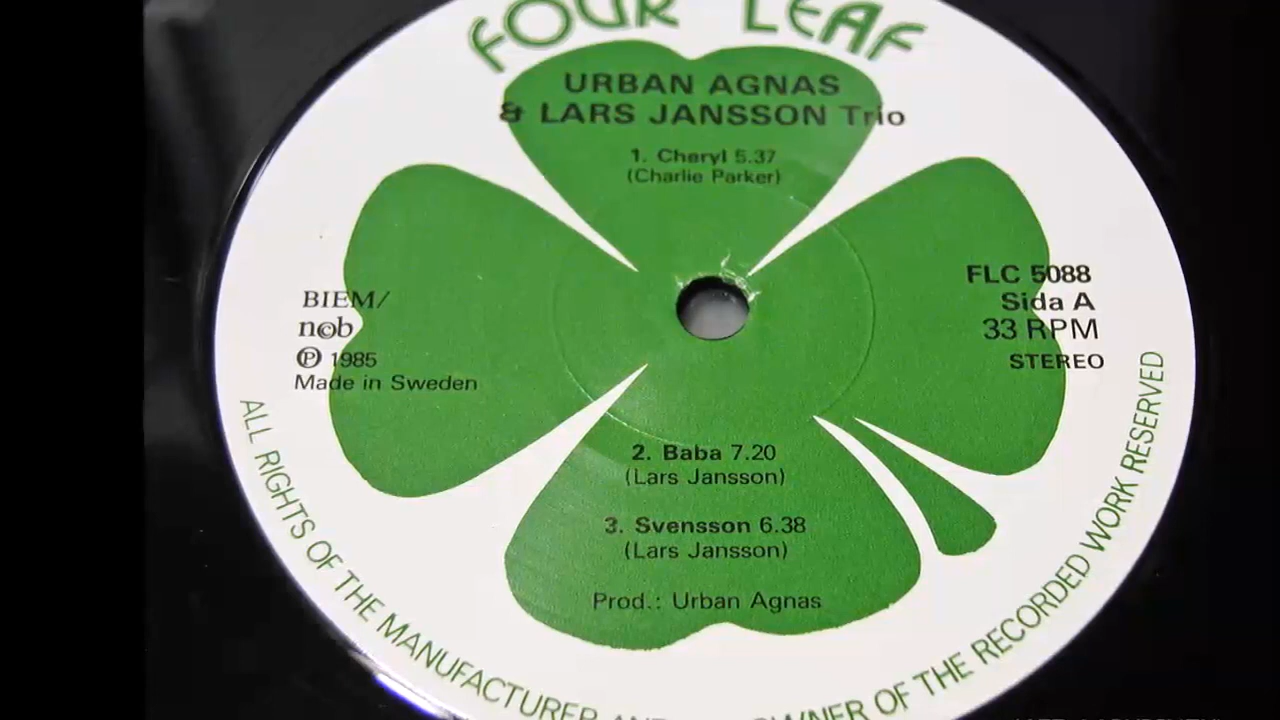 FOUR LEAF
URBAN AGNAS
& LARS JANSSON Trio
1. Cheryl 5.37
(Charlie Parker)
BIEM/
n©b
℗ 1985
Made in Sweden
FLC 5088
Sida A
33 RPM
STEREO
2. Baba 7.20
(Lars Jansson)
3. Svensson 6.38
(Lars Jansson)
Prod.: Urban Agnas
ALL RIGHTS OF THE MANUFACTURER AND OWNER OF THE RECORDED WORK RESERVED